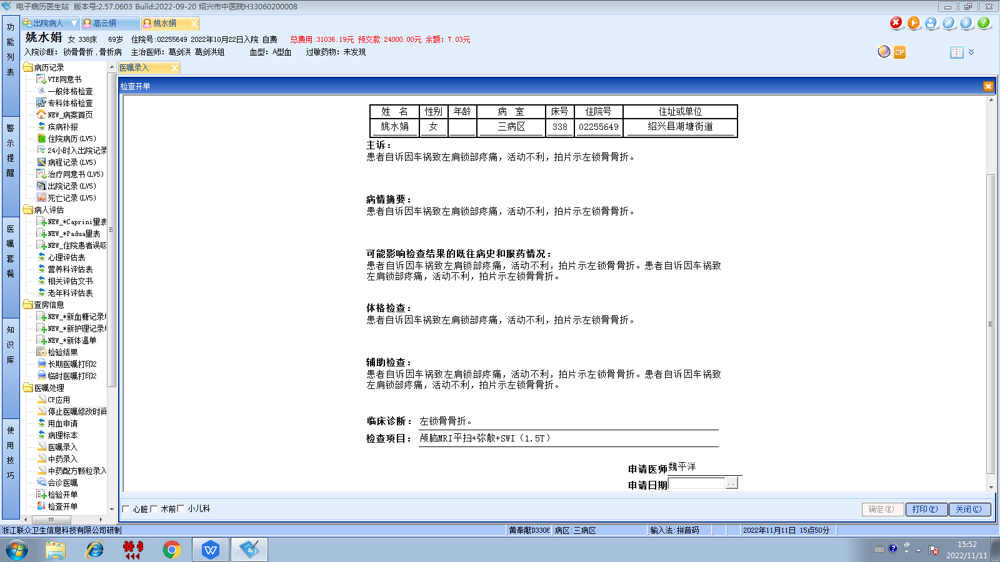 电子病历医生站 版本号:2.57.0603 Build:2022-09-20 绍兴市中医院H33060200008
出院病人
高云娟
姚水娟
姚水娟 女 338床 69岁 住院号:02255649 2022年10月22日入院 自费 总费用:31036.19元 预交款:24000.00元 余额: 7.03元
入院诊断: 锁骨骨折,骨折病 主治医师: 葛剑洪 葛剑洪组 血型: A型血 过敏药物: 未发现
CP
功能列表
警示提醒
医嘱套餐
知识库
使用技巧
病历记录
VTE同意书
一般体格检查
专科体格检查
NEW_病案首页
疾病补报
住院病历(LV5)
24小时入出院记录
病程记录(LV5)
治疗同意书(LV5)
出院记录(LV5)
死亡记录(LV5)
病人评估
NEW_*Caprini量表
NEW_*Padua量表
NEW_住院患者误吸
心理评估表
营养科评估表
相关评估文书
老年科评估表
查房信息
NEW_*新血糖记录单
NEW_*新护理记录单
NEW_*新体温单
检验结果
长期医嘱打印2
临时医嘱打印2
医嘱处理
CP应用
停止医嘱修改时间
用血申请
病理标本
医嘱录入
中药录入
中药配方颗粒录入
会诊医嘱
检验开单
检查开单
医嘱录入
检查开单
姓 名 性别 年龄 病 室 床号 住院号 住址或单位
姚水娟 女 三病区 338 02255649 绍兴县湖塘街道
主诉:
患者自诉因车祸致左肩锁部疼痛，活动不利，拍片示左锁骨骨折。
病情摘要:
患者自诉因车祸致左肩锁部疼痛，活动不利，拍片示左锁骨骨折。
可能影响检查结果的既往病史和服药情况:
患者自诉因车祸致左肩锁部疼痛，活动不利，拍片示左锁骨骨折。患者自诉因车祸致
左肩锁部疼痛，活动不利，拍片示左锁骨骨折。
体格检查:
患者自诉因车祸致左肩锁部疼痛，活动不利，拍片示左锁骨骨折。
辅助检查:
患者自诉因车祸致左肩锁部疼痛，活动不利，拍片示左锁骨骨折。患者自诉因车祸致
左肩锁部疼痛，活动不利，拍片示左锁骨骨折。
临床诊断: 左锁骨骨折。
检查项目: 颅脑MRI平扫+弥散+SWI（1.5T）
申请医师 魏平洋
申请日期 ..
心脏 术前 小儿科
确定(E) 打印(P) 关闭(C)
浙江联众卫生信息科技有限公司研制 黄奉献D3306 病区:三病区 输入法:拼音码 2022年11月11日 15点50分
15:52
2022/11/11